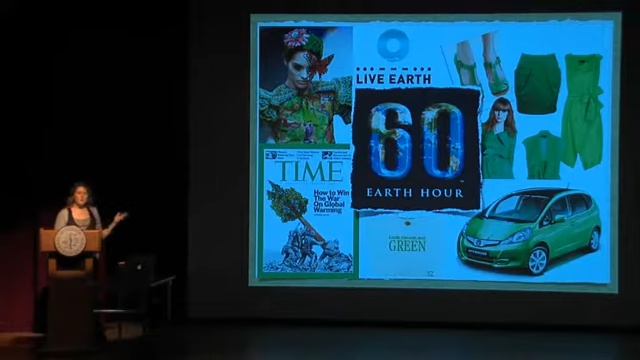 LIVE EARTH
60
EARTH HOUR
TIME
How to Win
The War
On Global
Warming
GREEN